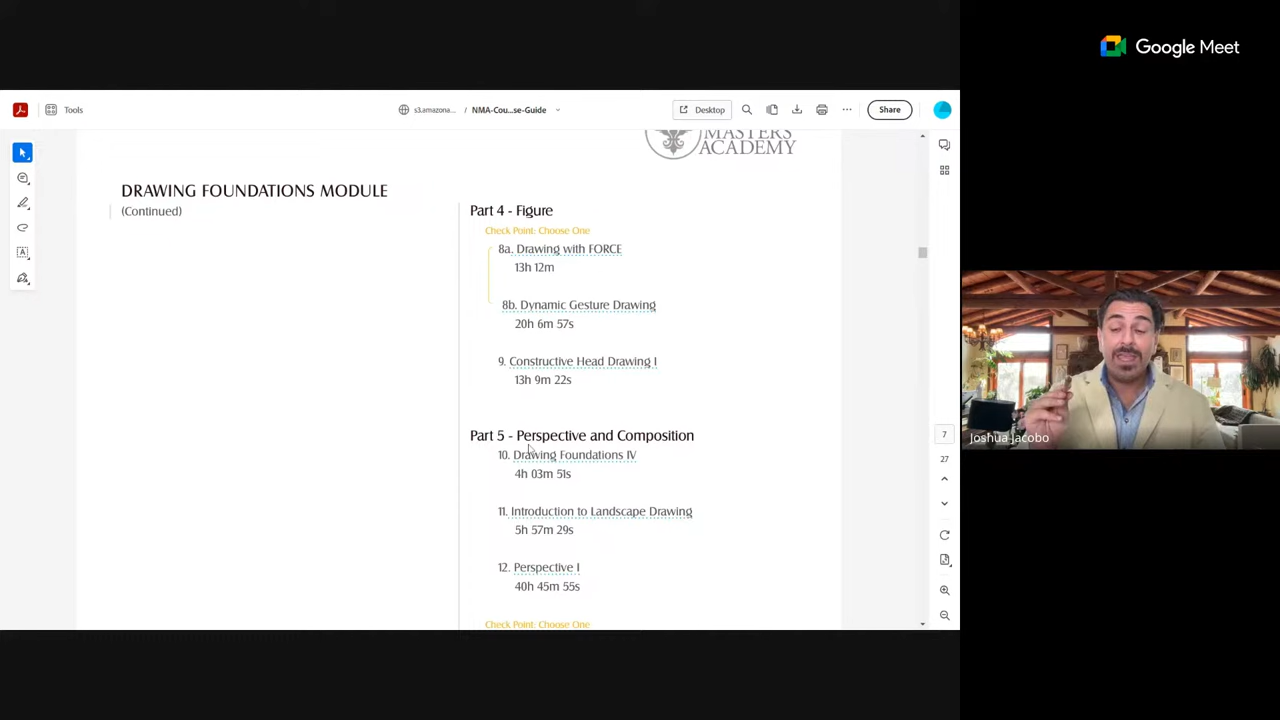 Google Meet
Tools
s3.amazona...
/ NMA-Cou...se-Guide
Desktop
Share
MASTERS
ACADEMY
DRAWING FOUNDATIONS MODULE
(Continued)
Part 4 - Figure
Check Point: Choose One
8a. Drawing with FORCE
13h 12m
8b. Dynamic Gesture Drawing
20h 6m 57s
9. Constructive Head Drawing I
13h 9m 22s
Part 5 - Perspective and Composition
10. Drawing Foundations IV
4h 03m 51s
11. Introduction to Landscape Drawing
5h 57m 29s
12. Perspective I
40h 45m 55s
Check Point: Choose One
7
27
Joshua Jacobo